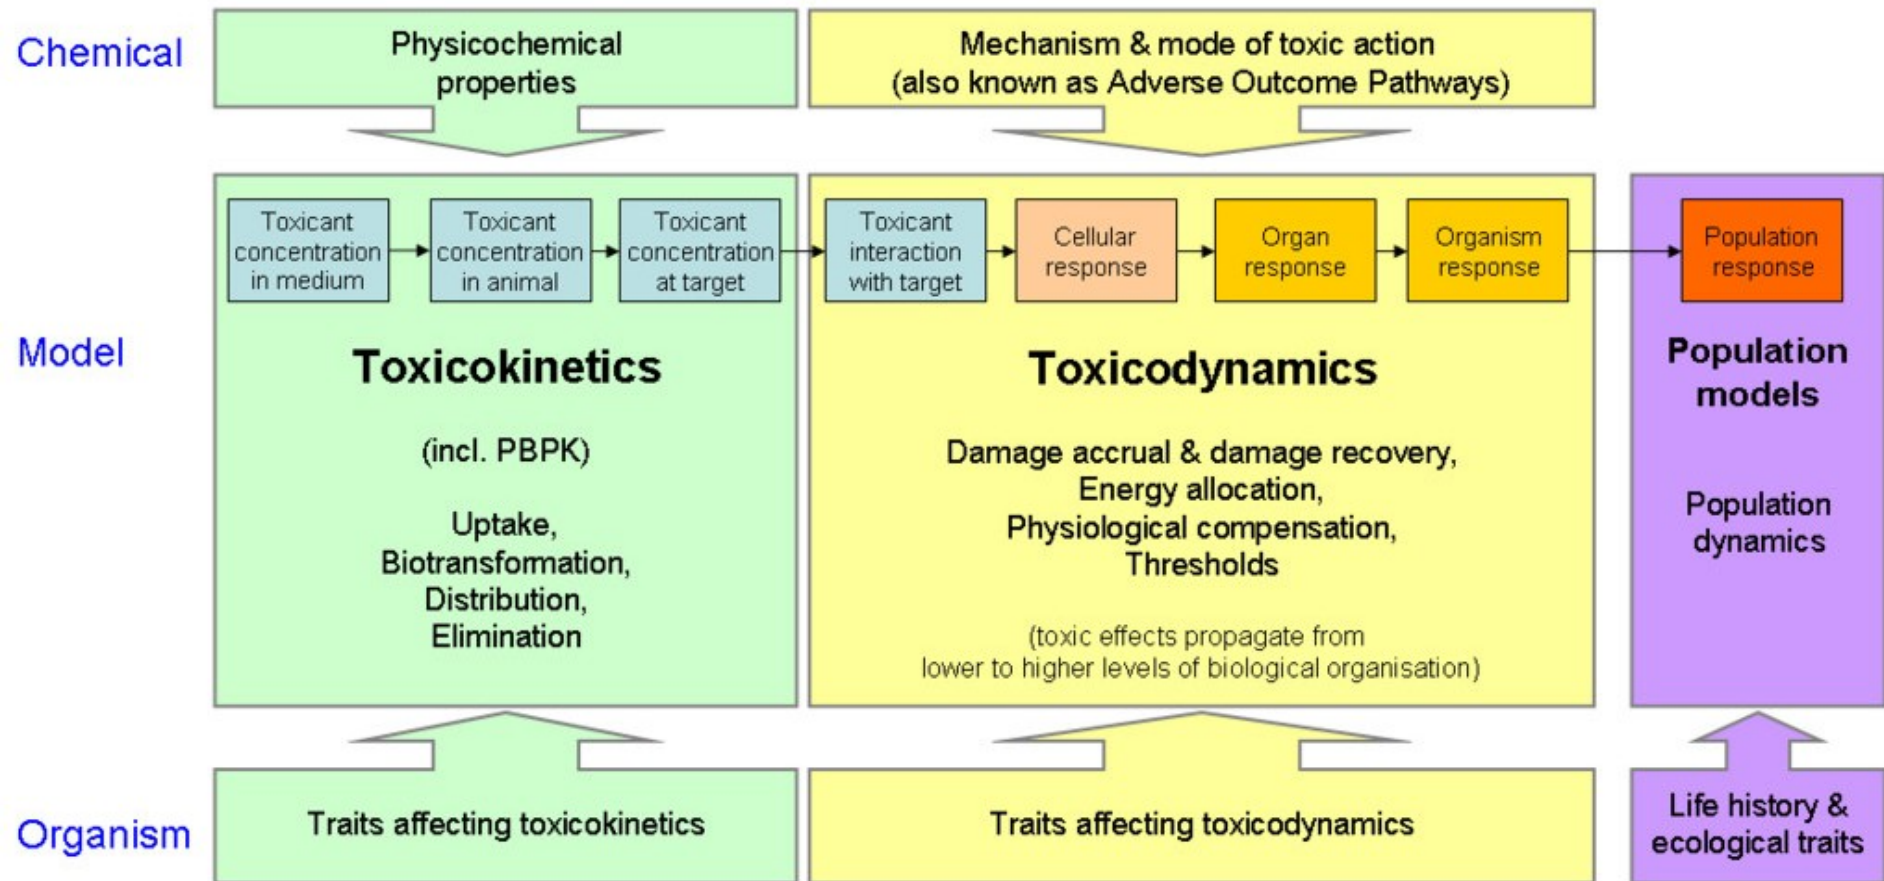 Chemical
Physicochemical
properties
Mechanism & mode of toxic action
(also known as Adverse Outcome Pathways)
Model
Toxicant
concentration
in medium
Toxicant
concentration
in animal
Toxicant
concentration
at target
Toxicant
interaction
with target
Cellular
response
Organ
response
Organism
response
Population
response
Toxicokinetics
(incl. PBPK)
Uptake,
Biotransformation,
Distribution,
Elimination
Toxicodynamics
Damage accrual & damage recovery,
Energy allocation,
Physiological compensation,
Thresholds
(toxic effects propagate from
lower to higher levels of biological organisation)
Population
models
Population
dynamics
Organism
Traits affecting toxicokinetics
Traits affecting toxicodynamics
Life history &
ecological traits